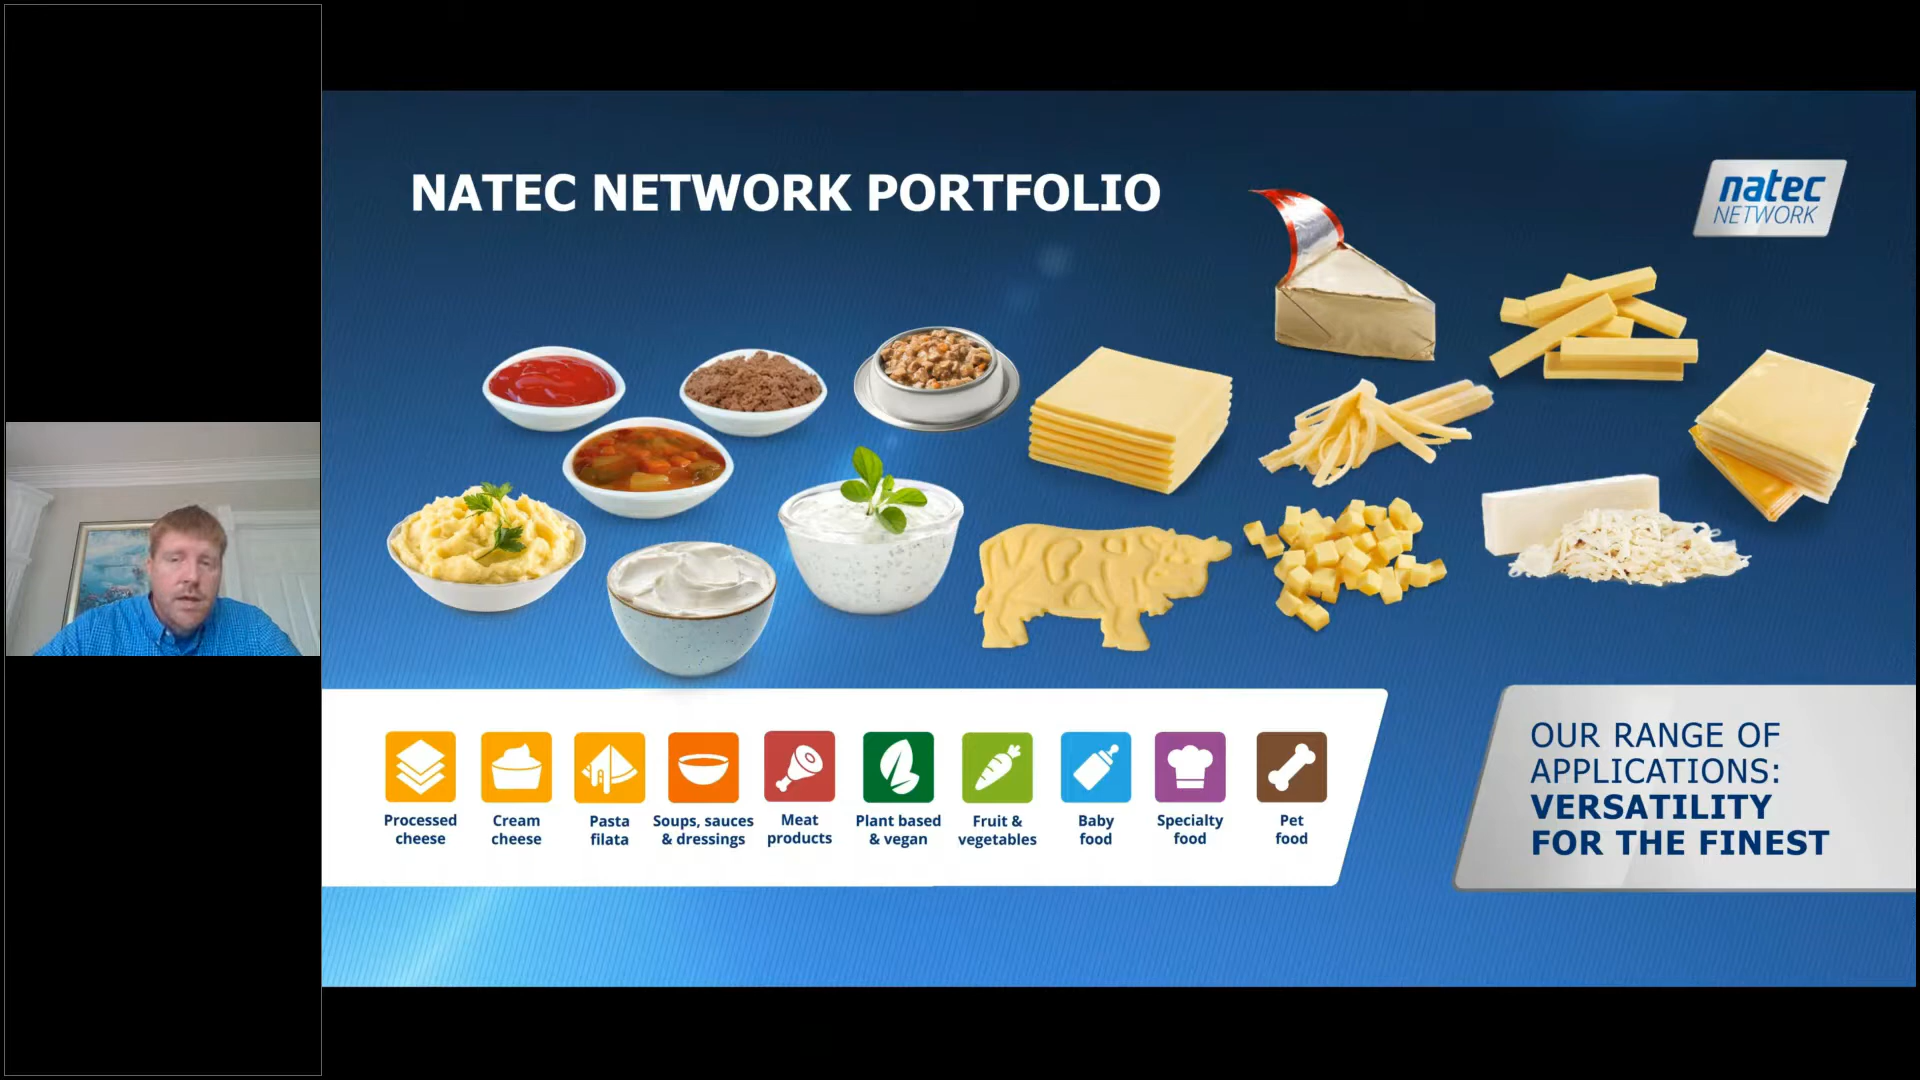 NATEC NETWORK PORTFOLIO
natec
NETWORK
Processed
cheese
Cream
cheese
Pasta
filata
Soups, sauces
& dressings
Meat
products
Plant based
& vegan
Fruit &
vegetables
Baby
food
Specialty
food
Pet
food
OUR RANGE OF
APPLICATIONS:
VERSATILITY
FOR THE FINEST